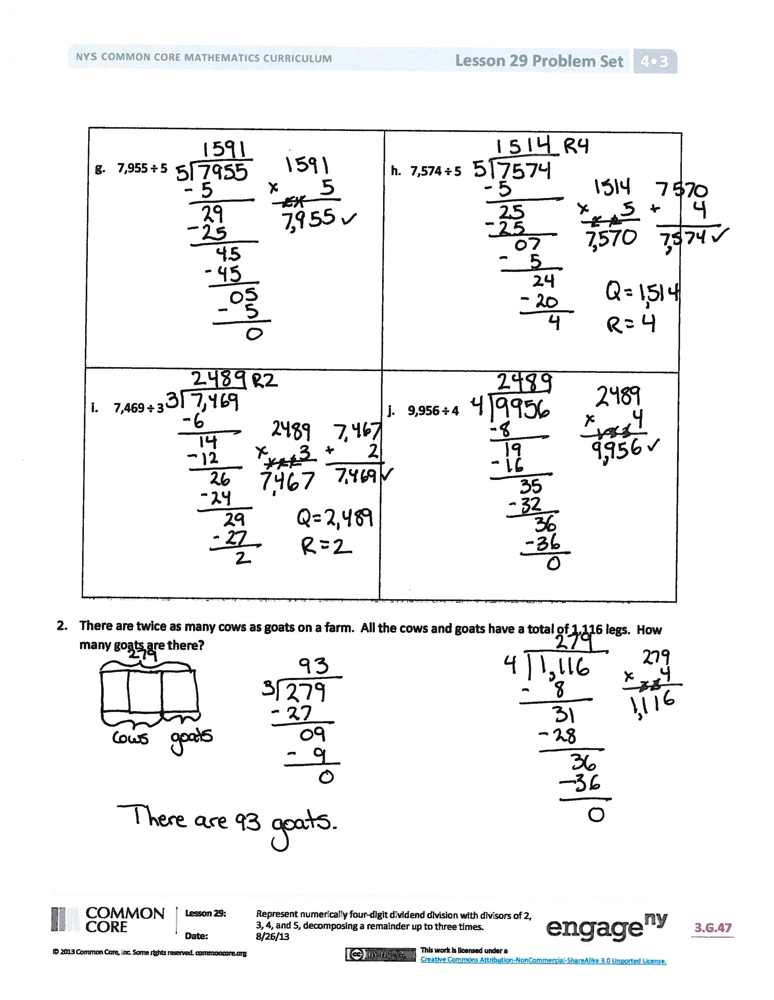 NYS COMMON CORE MATHEMATICS CURRICULUM
Lesson 29 Problem Set 4•3
g. 7,955 ÷ 5
1591
5 7955
- 5
29
- 25
45
- 45
05
- 5
0
1591
x 5
7,955 ✓
h. 7,574 ÷ 5
1514 R4
5 7574
- 5
25
- 25
07
- 5
24
- 20
4
1514
x 5
7,570
7570
+ 4
7,574 ✓
Q = 1,514
R = 4
i. 7,469 ÷ 3
2489 R2
3 7,469
- 6
14
- 12
26
- 24
29
- 27
2
2489
x 3
7,467
7,467
+ 2
7,469 ✓
Q = 2,489
R = 2
j. 9,956 ÷ 4
2489
4 9956
- 8
19
- 16
35
- 32
36
- 36
0
2489
x 4
9,956 ✓
2. There are twice as many cows as goats on a farm. All the cows and goats have a total of 1,116 legs. How
many goats are there?
279
cows goats
93
3 279
- 27
09
- 9
0
279
4 1,116
- 8
31
- 28
36
- 36
0
279
x 4
1,116
There are 93 goats.
COMMON
CORE
Lesson 29: Represent numerically four-digit dividend division with divisors of 2,
3, 4, and 5, decomposing a remainder up to three times.
Date: 8/26/13
engage ny
3.G.47
© 2013 Common Core, Inc. Some rights reserved. commoncore.org
cc BY-NC-SA
This work is licensed under a
Creative Commons Attribution-NonCommercial-ShareAlike 3.0 Unported License.